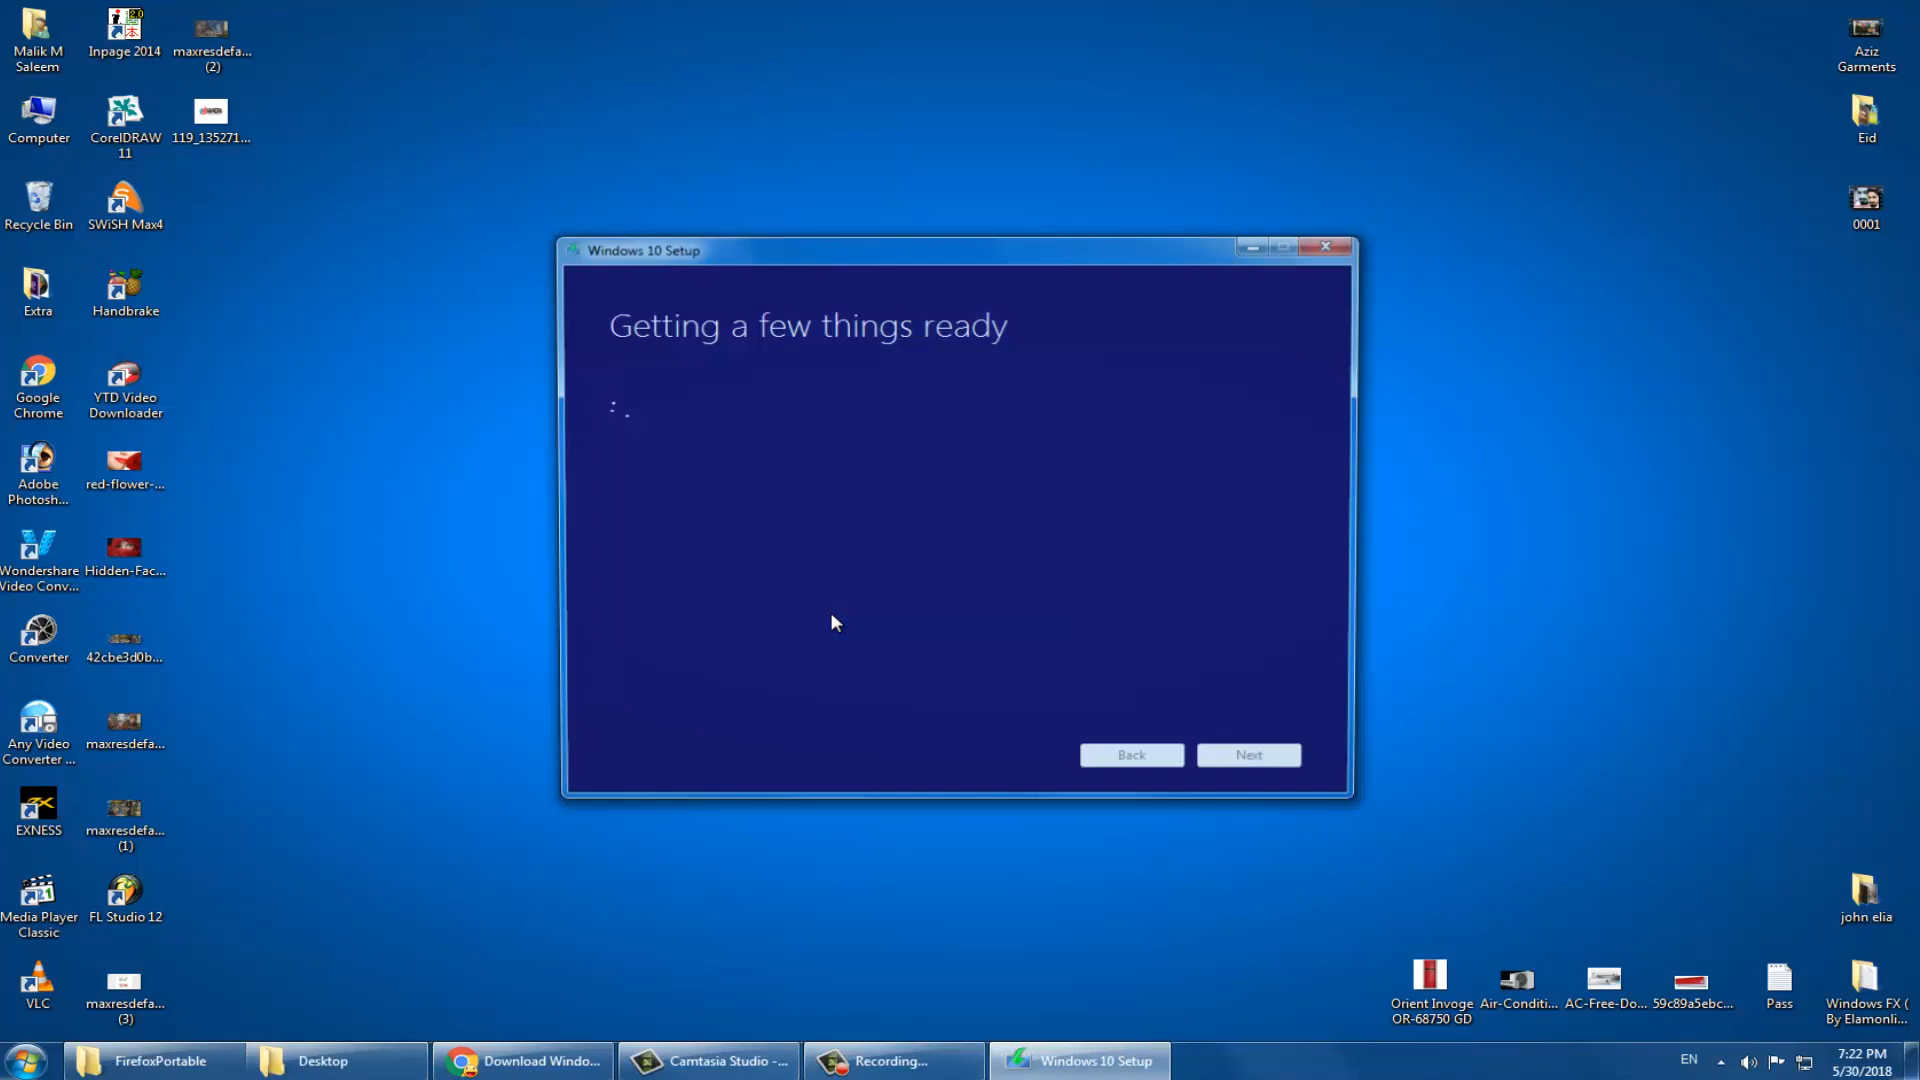 Malik M
Saleem
Inpage 2014
maxresdefa...
(2)
Computer
CorelDRAW
11
119_135271...
Recycle Bin
SWiSH Max4
Extra
Handbrake
Google
Chrome
YTD Video
Downloader
Adobe
Photosh...
red-flower-...
Wondershare
Video Conv...
Hidden-Fac...
Converter
42cbe3d0b...
Any Video
Converter ...
maxresdefa...
EXNESS
maxresdefa...
(1)
Media Player
Classic
FL Studio 12
VLC
maxresdefa...
(3)
Windows 10 Setup
Getting a few things ready
Back
Next
Aziz
Garments
Eid
0001
john elia
Orient Invoge
OR-68750 GD
Air-Conditi...
AC-Free-Do...
59c89a5ebc...
Pass
Windows FX (
By Elamonli...
FirefoxPortable
Desktop
Download Windo...
Camtasia Studio -...
Recording...
Windows 10 Setup
EN
7:22 PM
5/30/2018